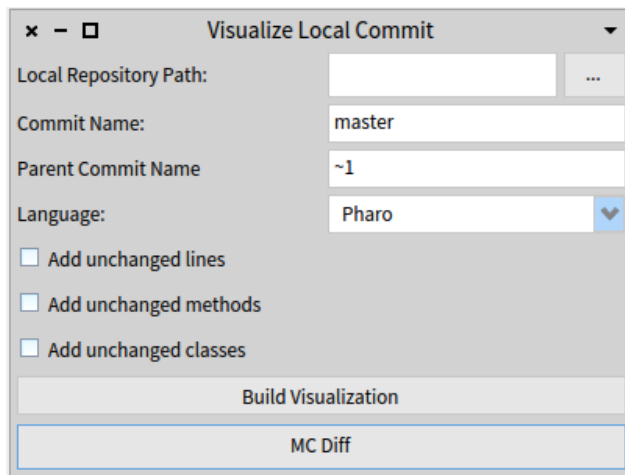 Visualize Local Commit
Local Repository Path: ...
Commit Name: master
Parent Commit Name ~1
Language: Pharo
Add unchanged lines
Add unchanged methods
Add unchanged classes
Build Visualization
MC Diff